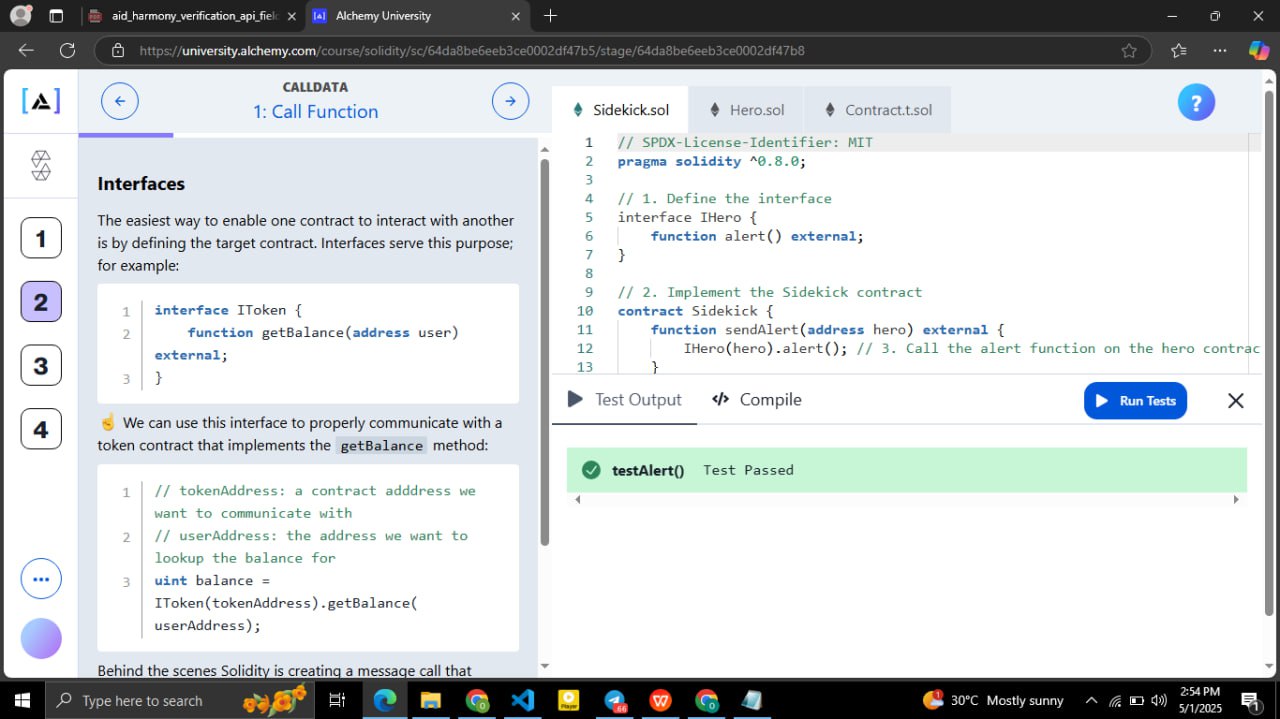 aid_harmony_verification_api_fiel
Alchemy University
https://university.alchemy.com/course/solidity/sc/64da8be6eeb3ce0002df47b5/stage/64da8be6eeb3ce0002df47b8
CALLDATA
1: Call Function
1
2
3
4
Interfaces
The easiest way to enable one contract to interact with another
is by defining the target contract. Interfaces serve this purpose;
for example:
1 interface IToken {
2 function getBalance(address user)
external;
3 }
☝ We can use this interface to properly communicate with a
token contract that implements the getBalance method:
1 // tokenAddress: a contract adddress we
want to communicate with
2 // userAddress: the address we want to
lookup the balance for
3 uint balance =
IToken(tokenAddress).getBalance(
userAddress);
Behind the scenes Solidity is creating a message call that
Sidekick.sol
Hero.sol
Contract.t.sol
?
1 // SPDX-License-Identifier: MIT
2 pragma solidity ^0.8.0;
3
4 // 1. Define the interface
5 interface IHero {
6 function alert() external;
7 }
8
9 // 2. Implement the Sidekick contract
10 contract Sidekick {
11 function sendAlert(address hero) external {
12 IHero(hero).alert(); // 3. Call the alert function on the hero contrac
13 }
Test Output
Compile
Run Tests
testAlert() Test Passed
Type here to search
Player
66
30°C Mostly sunny
2:54 PM
5/1/2025
1